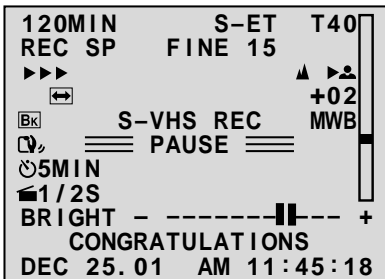 120MIN S–ET T40
REC SP FINE 15
+02
BK S–VHS REC MWB
PAUSE
5MIN
1/2S
BRIGHT – +
CONGRATULATIONS
DEC 25.01 AM 11:45:18